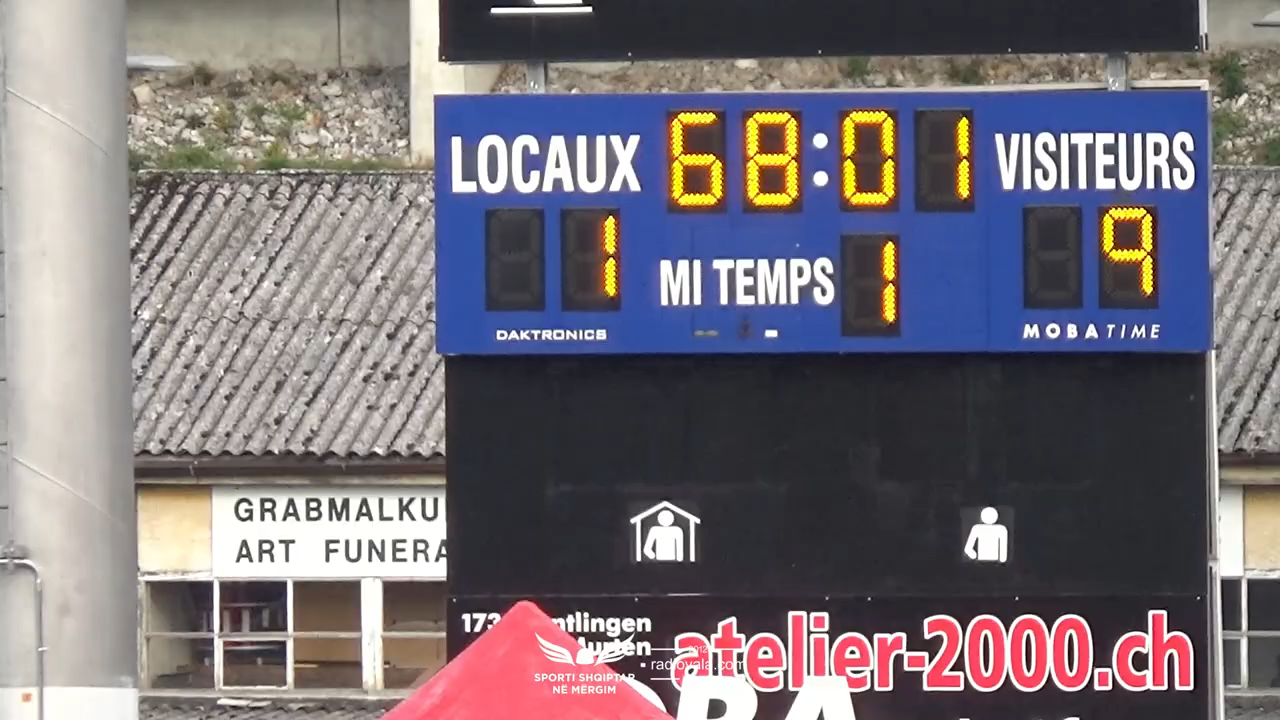 LOCAUX 68:01 VISITEURS
1 MI TEMPS 1 9
DAKTRONICS MOBATIME
GRABMALKU
ART FUNERA
173
atelier-2000.ch
2012
• radiovala.com •
SPORTI SHQIPTAR
NË MËRGIM